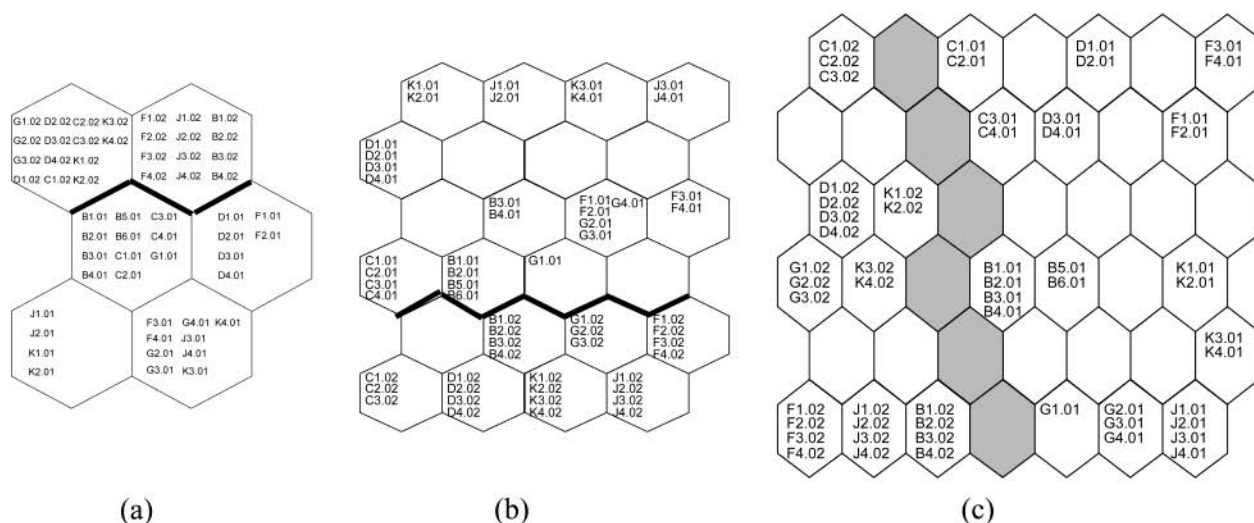 G1.02 D2.02 C2.02 K3.02
G2.02 D3.02 C3.02 K4.02
G3.02 D4.02 K1.02
D1.02 C1.02 K2.02
F1.02 J1.02 B1.02
F2.02 J2.02 B2.02
F3.02 J3.02 B3.02
F4.02 J4.02 B4.02
B1.01 B5.01 C3.01
B2.01 B6.01 C4.01
B3.01 C1.01 G1.01
B4.01 C2.01
D1.01 F1.01
D2.01 F2.01
D3.01
D4.01
J1.01
J2.01
K1.01
K2.01
F3.01 G4.01 K4.01
F4.01 J3.01
G2.01 J4.01
G3.01 K3.01
(a)
K1.01
K2.01
J1.01
J2.01
K3.01
K4.01
J3.01
J4.01
D1.01
D2.01
D3.01
D4.01
B3.01
B4.01
F1.01 G4.01
F2.01
G2.01
G3.01
F3.01
F4.01
C1.01
C2.01
C3.01
C4.01
B1.01
B2.01
B5.01
B6.01
G1.01
B1.02
B2.02
B3.02
B4.02
G1.02
G2.02
G3.02
F1.02
F2.02
F3.02
F4.02
C1.02
C2.02
C3.02
D1.02
D2.02
D3.02
D4.02
K1.02
K2.02
K3.02
K4.02
J1.02
J2.02
J3.02
J4.02
(b)
C1.02
C2.02
C3.02
C1.01
C2.01
D1.01
D2.01
F3.01
F4.01
C3.01
C4.01
D3.01
D4.01
F1.01
F2.01
D1.02
D2.02
D3.02
D4.02
K1.02
K2.02
G1.02
G2.02
G3.02
K3.02
K4.02
B1.01
B2.01
B3.01
B4.01
B5.01
B6.01
K1.01
K2.01
K3.01
K4.01
F1.02
F2.02
F3.02
F4.02
J1.02
J2.02
J3.02
J4.02
B1.02
B2.02
B3.02
B4.02
G1.01
G2.01
G3.01
G4.01
J1.01
J2.01
J3.01
J4.01
(c)